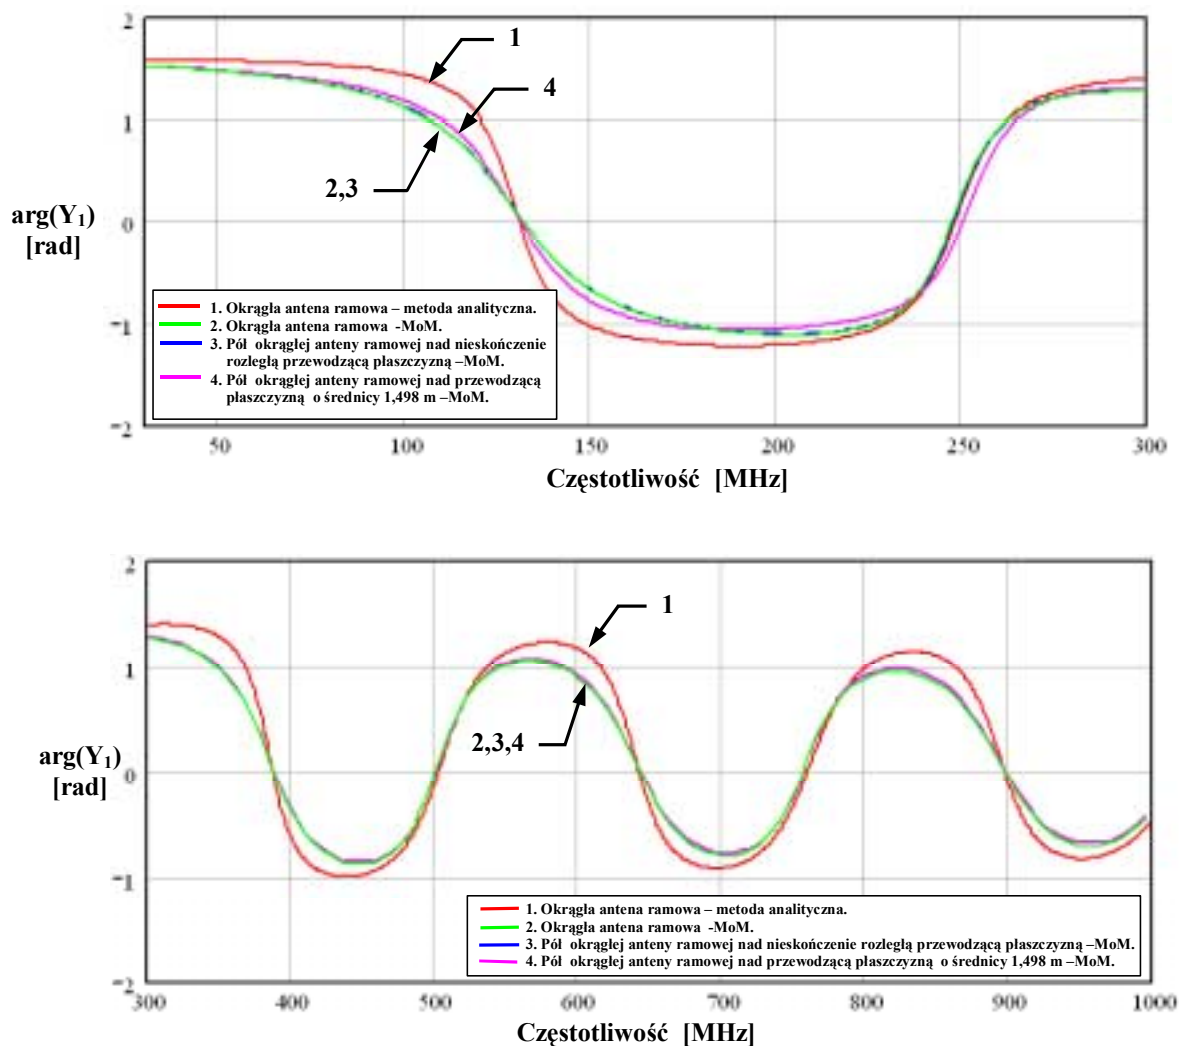 2
1
4
1
2,3
arg(Y₁)
0
[rad]
1. Okrągła antena ramowa – metoda analityczna.
2. Okrągła antena ramowa -MoM.
3. Pół okrągłej anteny ramowej nad nieskończenie
rozległą przewodzącą płaszczyzną –MoM.
4. Pół okrągłej anteny ramowej nad przewodzącą
płaszczyzną o średnicy 1,498 m –MoM.
−1
−2
50 100 150 200 250 300
Częstotliwość [MHz]
2
1
1
2,3,4
arg(Y₁)
0
[rad]
−1
1. Okrągła antena ramowa – metoda analityczna.
2. Okrągła antena ramowa -MoM.
3. Pół okrągłej anteny ramowej nad nieskończenie rozległą przewodzącą płaszczyzną –MoM.
4. Pół okrągłej anteny ramowej nad przewodzącą płaszczyzną o średnicy 1,498 m –MoM.
−2
300 400 500 600 700 800 900 1000
Częstotliwość [MHz]